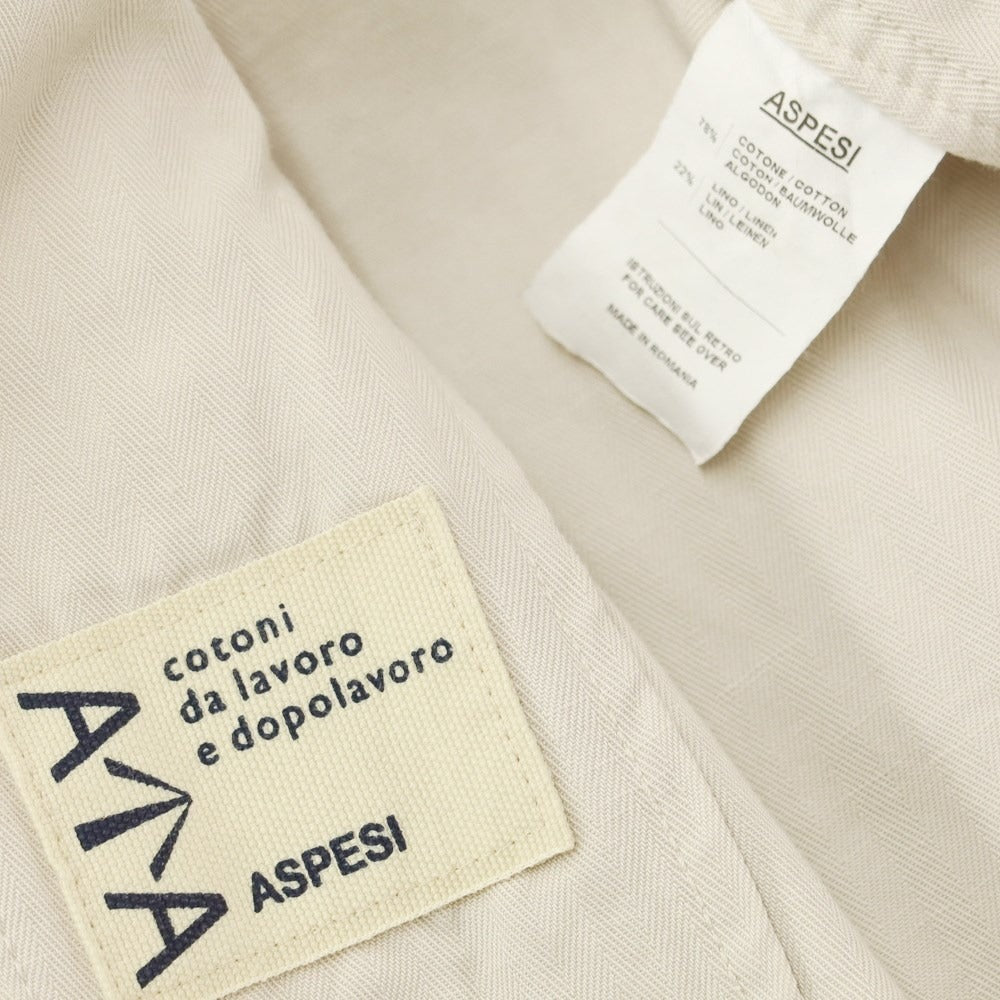 ASPESI
78% COTONE / COTTON
COTON / BAUMWOLLE
ALGODON
22% LINO / LINEN
LIN / LEINEN
LINO
ISTRUZIONI SUL RETRO
FOR CARE SEE OVER
MADE IN ROMANIA
cotoni
da lavoro
e dopolavoro
A A
ASPESI